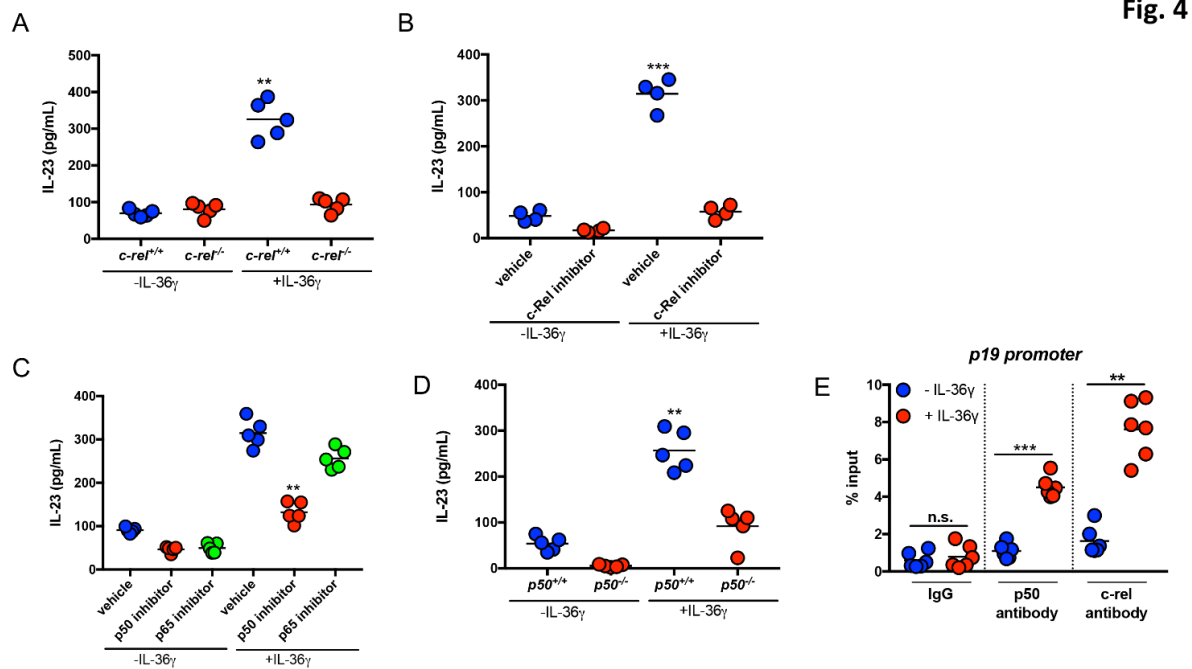 Fig. 4
A
500
400
300
200
100
0
IL-23 (pg/mL)
**
c-rel+/+
c-rel-/-
c-rel+/+
c-rel-/-
-IL-36γ
+IL-36γ
B
400
300
200
100
0
IL-23 (pg/mL)
***
vehicle
c-Rel inhibitor
vehicle
c-Rel inhibitor
-IL-36γ
+IL-36γ
C
400
300
200
100
0
IL-23 (pg/mL)
**
vehicle
p50 inhibitor
p65 inhibitor
vehicle
p50 inhibitor
p65 inhibitor
-IL-36γ
+IL-36γ
D
400
300
200
100
0
IL-23 (pg/mL)
**
p50+/+
p50-/-
p50+/+
p50-/-
-IL-36γ
+IL-36γ
E
p19 promoter
10
8
6
4
2
0
% input
- IL-36γ
+ IL-36γ
n.s.
***
**
IgG
p50
antibody
c-rel
antibody